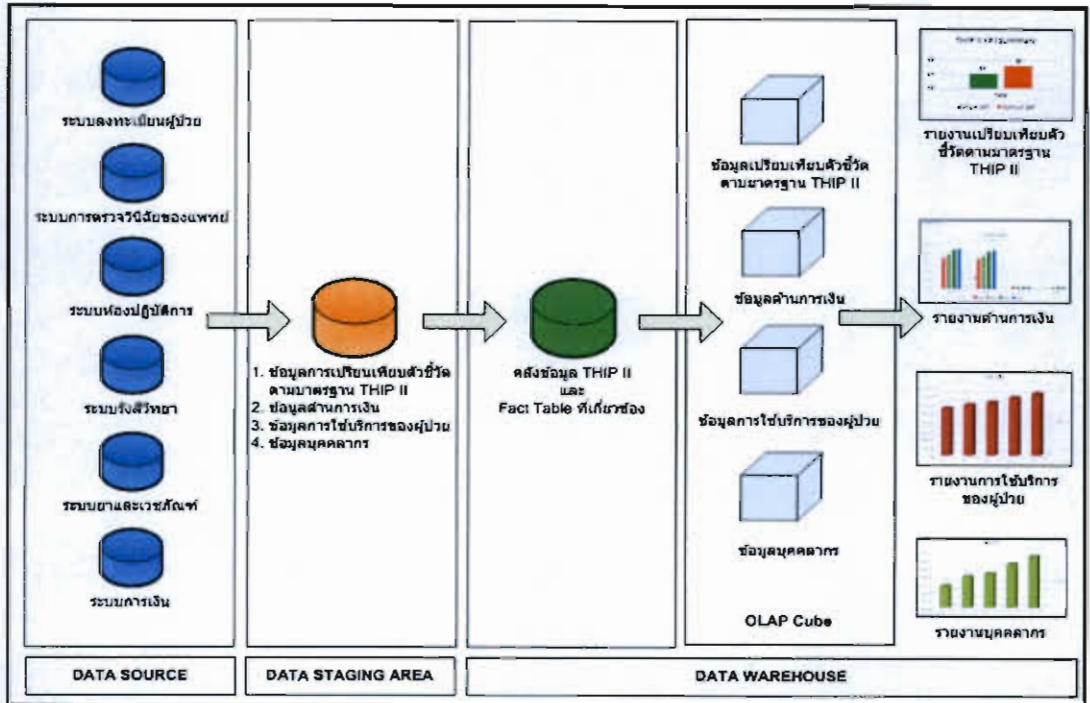 ระบบลงทะเบียนผู้ป่วย
ระบบการตรวจวินิฉัยของแพทย์
ระบบห้องปฏิบัติการ
ระบบรังสีวิทยา
ระบบยาและเวชภัณฑ์
ระบบการเงิน
DATA SOURCE
1. ข้อมูลการเปรียบเทียบตัวชี้วัด
ตามมาตรฐาน THIP II
2. ข้อมูลด้านการเงิน
3. ข้อมูลการใช้บริการของผู้ป่วย
4. ข้อมูลบุคคลากร
DATA STAGING AREA
คลังข้อมูล THIP II
และ
Fact Table ที่เกี่ยวข้อง
ข้อมูลเปรียบเทียบตัวชี้วัด
ตามมาตรฐาน THIP II
ข้อมูลด้านการเงิน
ข้อมูลการใช้บริการของผู้ป่วย
ข้อมูลบุคคลากร
OLAP Cube
รายงานเปรียบเทียบตัว
ชี้วัดตามมาตรฐาน
THIP II
รายงานด้านการเงิน
รายงานการใช้บริการ
ของผู้ป่วย
รายงานบุคคลากร
DATA WAREHOUSE